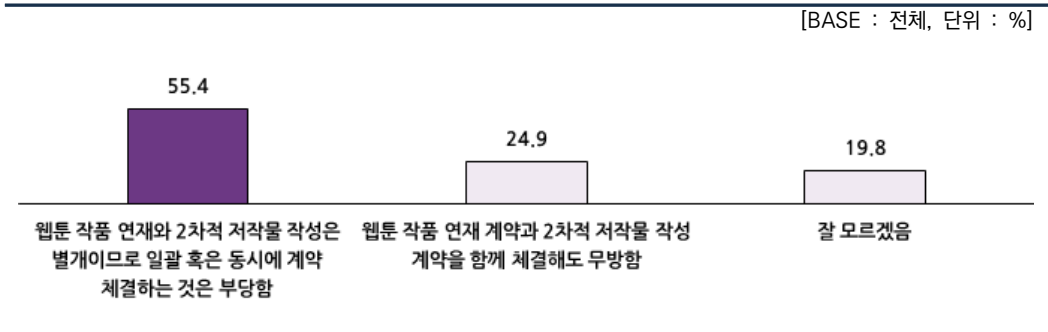 [BASE : 전체, 단위 : %]
55.4
24.9
19.8
웹툰 작품 연재와 2차적 저작물 작성은
별개이므로 일괄 혹은 동시에 계약
체결하는 것은 부당함
웹툰 작품 연재 계약과 2차적 저작물 작성
계약을 함께 체결해도 무방함
잘 모르겠음